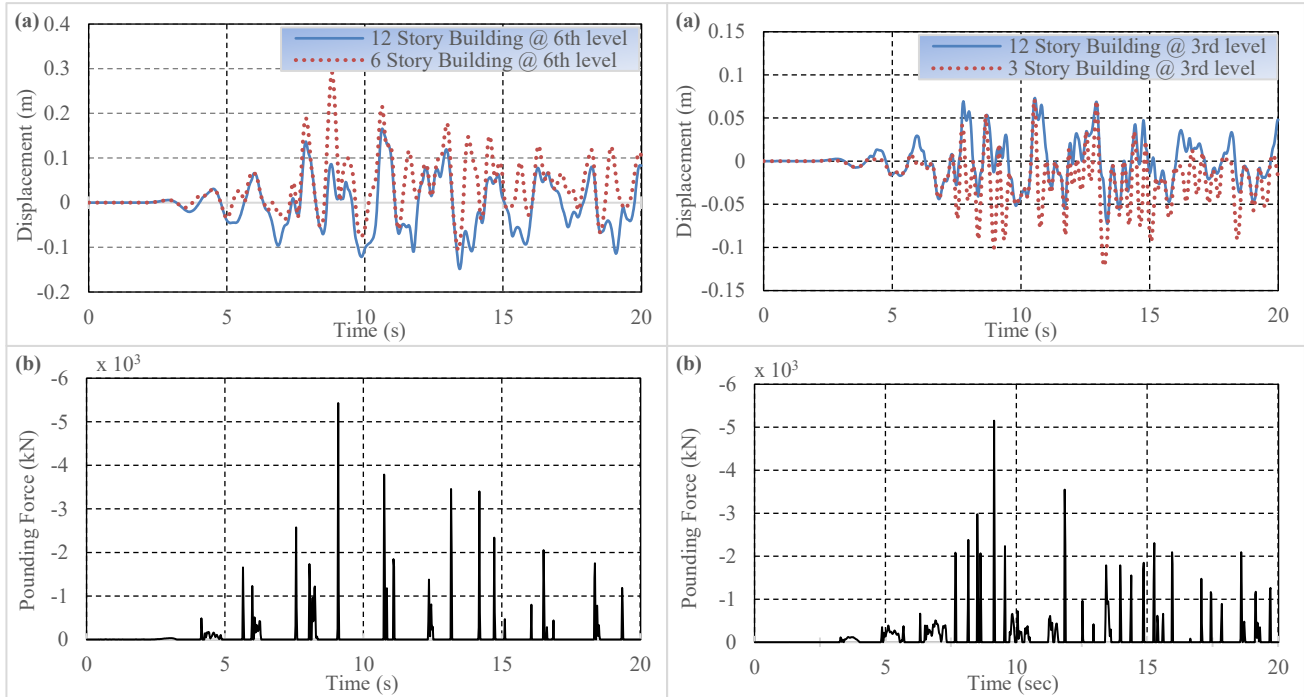 (a)
0.4
0.3
0.2
0.1
0
-0.1
-0.2
Displacement (m)
12 Story Building @ 6th level
6 Story Building @ 6th level
0 5 10 15 20
Time (s)
(a)
0.15
0.10
0.05
0
-0.05
-0.1
-0.15
Displacement (m)
12 Story Building @ 3rd level
3 Story Building @ 3rd level
0 5 10 15 20
Time (s)
(b)
x 10³
-6
-5
-4
-3
-2
-1
0
Pounding Force (kN)
0 5 10 15 20
Time (s)
(b)
x 10³
-6
-5
-4
-3
-2
-1
0
Pounding Force (kN)
0 5 10 15 20
Time (sec)